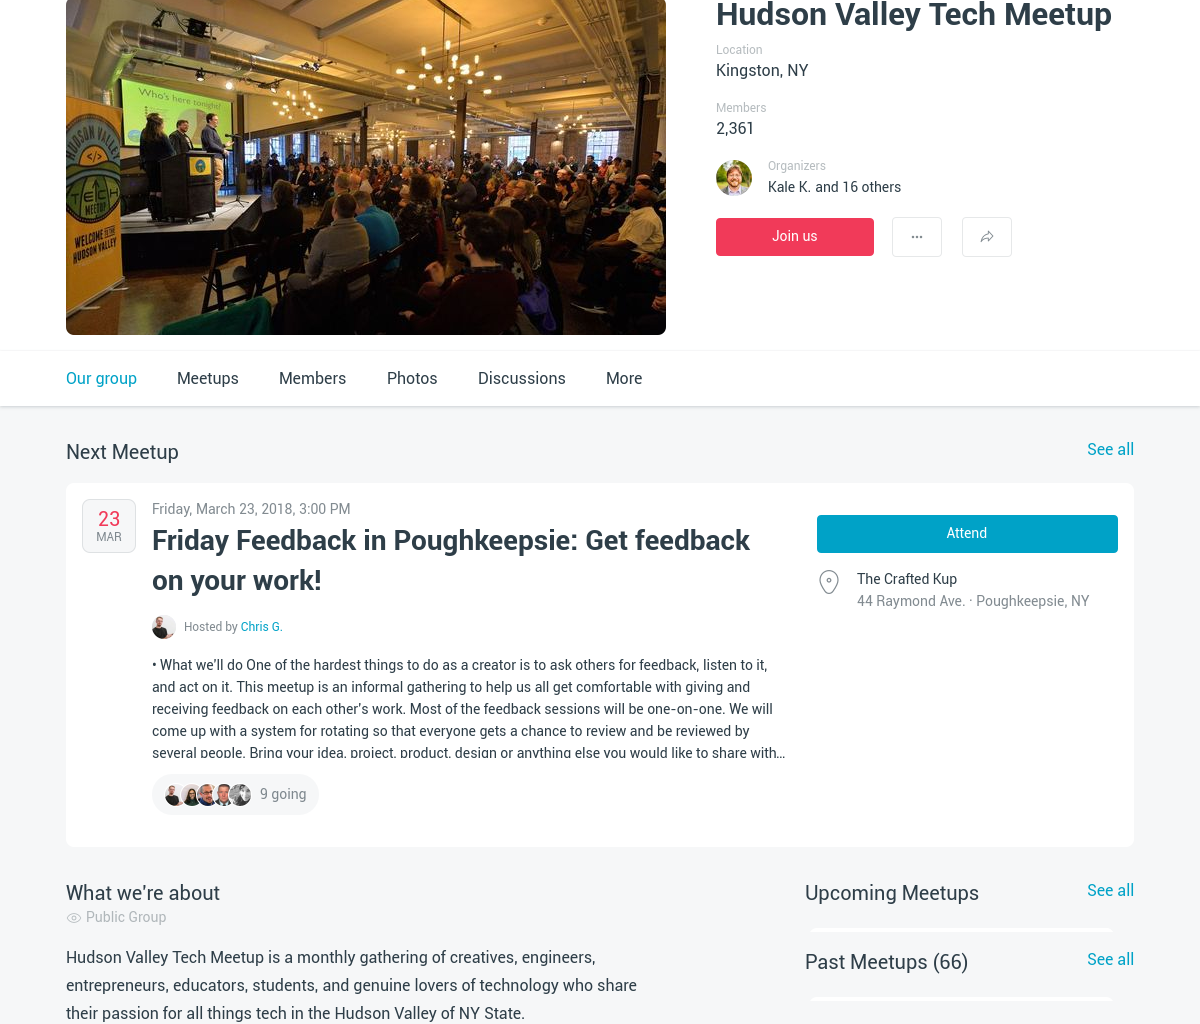 Who's here tonight?
HUDSON VALLEY
</>
TECH
MEETUP
WELCOME TO THE
HUDSON VALLEY
Hudson Valley Tech Meetup
Location
Kingston, NY
Members
2,361
Organizers
Kale K. and 16 others
Join us
Our group
Meetups
Members
Photos
Discussions
More
Next Meetup
See all
23
MAR
Friday, March 23, 2018, 3:00 PM
Friday Feedback in Poughkeepsie: Get feedback
on your work!
Hosted by Chris G.
• What we'll do One of the hardest things to do as a creator is to ask others for feedback, listen to it,
and act on it. This meetup is an informal gathering to help us all get comfortable with giving and
receiving feedback on each other's work. Most of the feedback sessions will be one-on-one. We will
come up with a system for rotating so that everyone gets a chance to review and be reviewed by
several people. Bring your idea, project, product, design or anything else you would like to share with…
9 going
Attend
The Crafted Kup
44 Raymond Ave. · Poughkeepsie, NY
What we're about
Public Group
Hudson Valley Tech Meetup is a monthly gathering of creatives, engineers,
entrepreneurs, educators, students, and genuine lovers of technology who share
their passion for all things tech in the Hudson Valley of NY State.
Upcoming Meetups
See all
Past Meetups (66)
See all